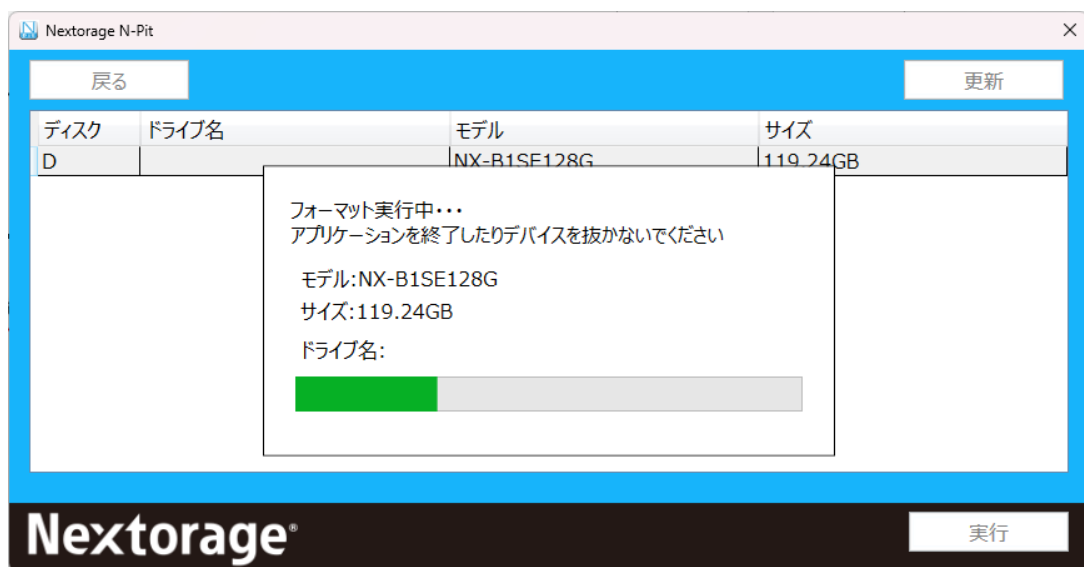 Nextorage N-Pit
戻る 更新
ディスク ドライブ名 モデル サイズ
D NX-B1SE128G 119.24GB
フォーマット実行中・・・
アプリケーションを終了したりデバイスを抜かないでください
モデル:NX-B1SE128G
サイズ:119.24GB
ドライブ名:
Nextorage® 実行